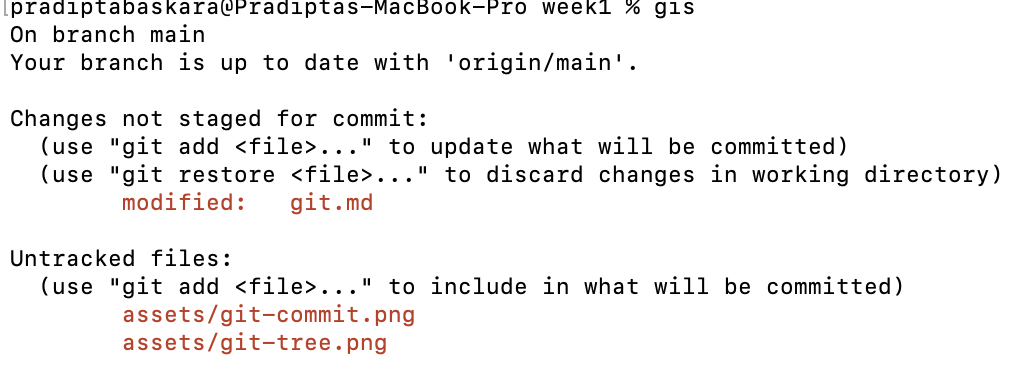 [pradiptabaskara@Pradiptas-MacBook-Pro week1 % gis
On branch main
Your branch is up to date with 'origin/main'.
Changes not staged for commit:
(use "git add <file>..." to update what will be committed)
(use "git restore <file>..." to discard changes in working directory)
modified:   git.md
Untracked files:
(use "git add <file>..." to include in what will be committed)
assets/git-commit.png
assets/git-tree.png